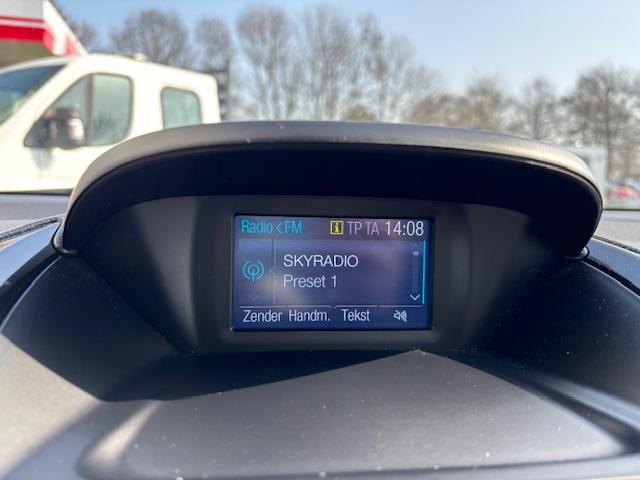 Radio <FM i TP TA 14:08
SKYRADIO
Preset 1
Zender Handm. Tekst